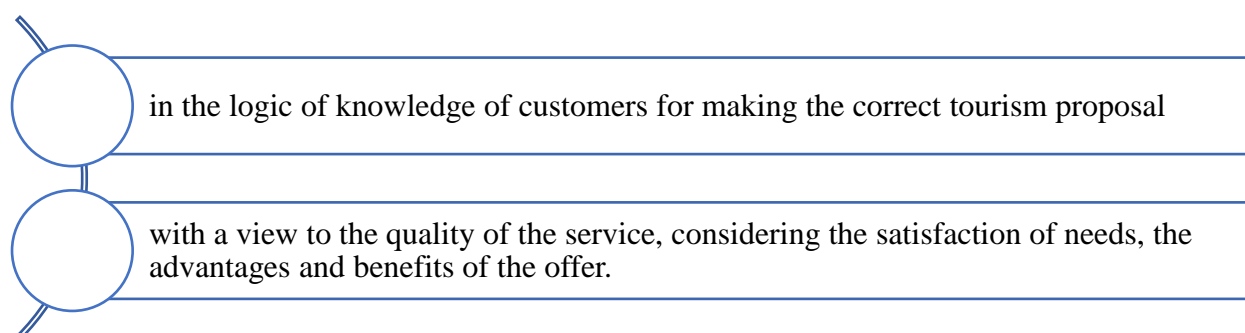 in the logic of knowledge of customers for making the correct tourism proposal
with a view to the quality of the service, considering the satisfaction of needs, the
advantages and benefits of the offer.